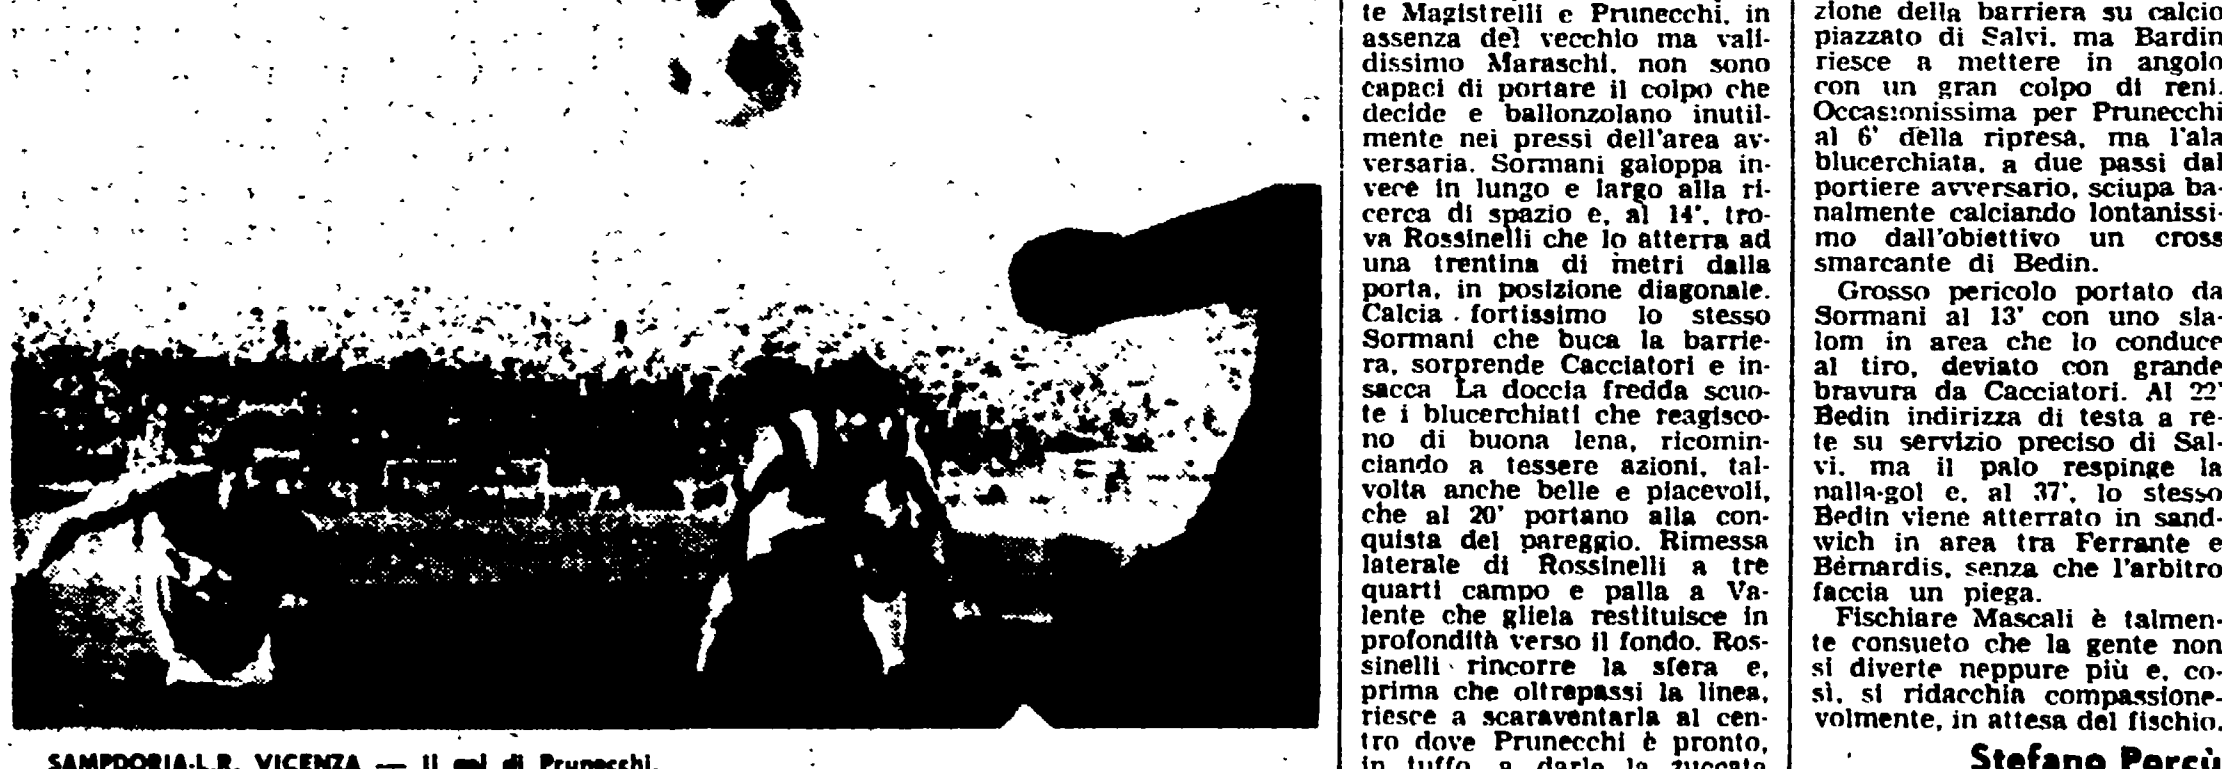 SAMPDORIA-L.R. VICENZA — Il gol di Prunecchi.
te Magistrelli e Prunecchi, in
assenza del vecchio ma vali-
dissimo Maraschi, non sono
capaci di portare il colpo che
decide e ballonzolano inutil-
mente nei pressi dell'area av-
versaria. Sormani galoppa in-
vece in lungo e largo alla ri-
cerca di spazio e, al 14', tro-
va Rossinelli che lo atterra ad
una trentina di metri dalla
porta, in posizione diagonale.
Calcia fortissimo lo stesso
Sormani che buca la barrie-
ra, sorprende Cacciatori e in-
sacca La doccia fredda scuo-
te i blucerchiati che reagisco-
no di buona lena, ricomin-
ciando a tessere azioni, tal-
volta anche belle e piacevoli,
che al 20' portano alla con-
quista del pareggio. Rimessa
laterale di Rossinelli a tre
quarti campo e palla a Va-
lente che gliela restituisce in
profondità verso il fondo. Ros-
sinelli rincorre la sfera e,
prima che oltrepassi la linea,
riesce a scaraventarla al cen-
tro dove Prunecchi è pronto,
in tuffo, a darle la zuccata
zione della barriera su calcio
piazzato di Salvi, ma Bardin
riesce a mettere in angolo
con un gran colpo di reni.
Occasionissima per Prunecchi
al 6' della ripresa, ma l'ala
blucerchiata, a due passi dal
portiere avversario, sciupa ba-
nalmente calciando lontanissi-
mo dall'obiettivo un cross
smarcante di Bedin.
Grosso pericolo portato da
Sormani al 13' con uno sla-
lom in area che lo conduce
al tiro, deviato con grande
bravura da Cacciatori. Al 22'
Bedin indirizza di testa a re-
te su servizio preciso di Sal-
vi, ma il palo respinge la
palla-gol e, al 37', lo stesso
Bedin viene atterrato in sand-
wich in area tra Ferrante e
Bernardis, senza che l'arbitro
faccia un piega.
Fischiare Mascali è talmen-
te consueto che la gente non
si diverte neppure più e, co-
sì, si ridacchia compassione-
volmente, in attesa del fischio.
Stefano Porcù